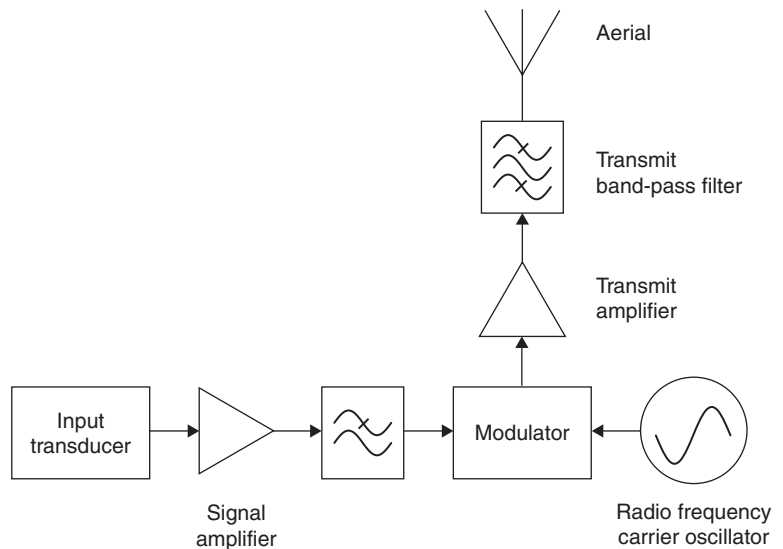 Aerial
Transmit
band-pass filter
Transmit
amplifier
Input
transducer
Modulator
Signal
amplifier
Radio frequency
carrier oscillator